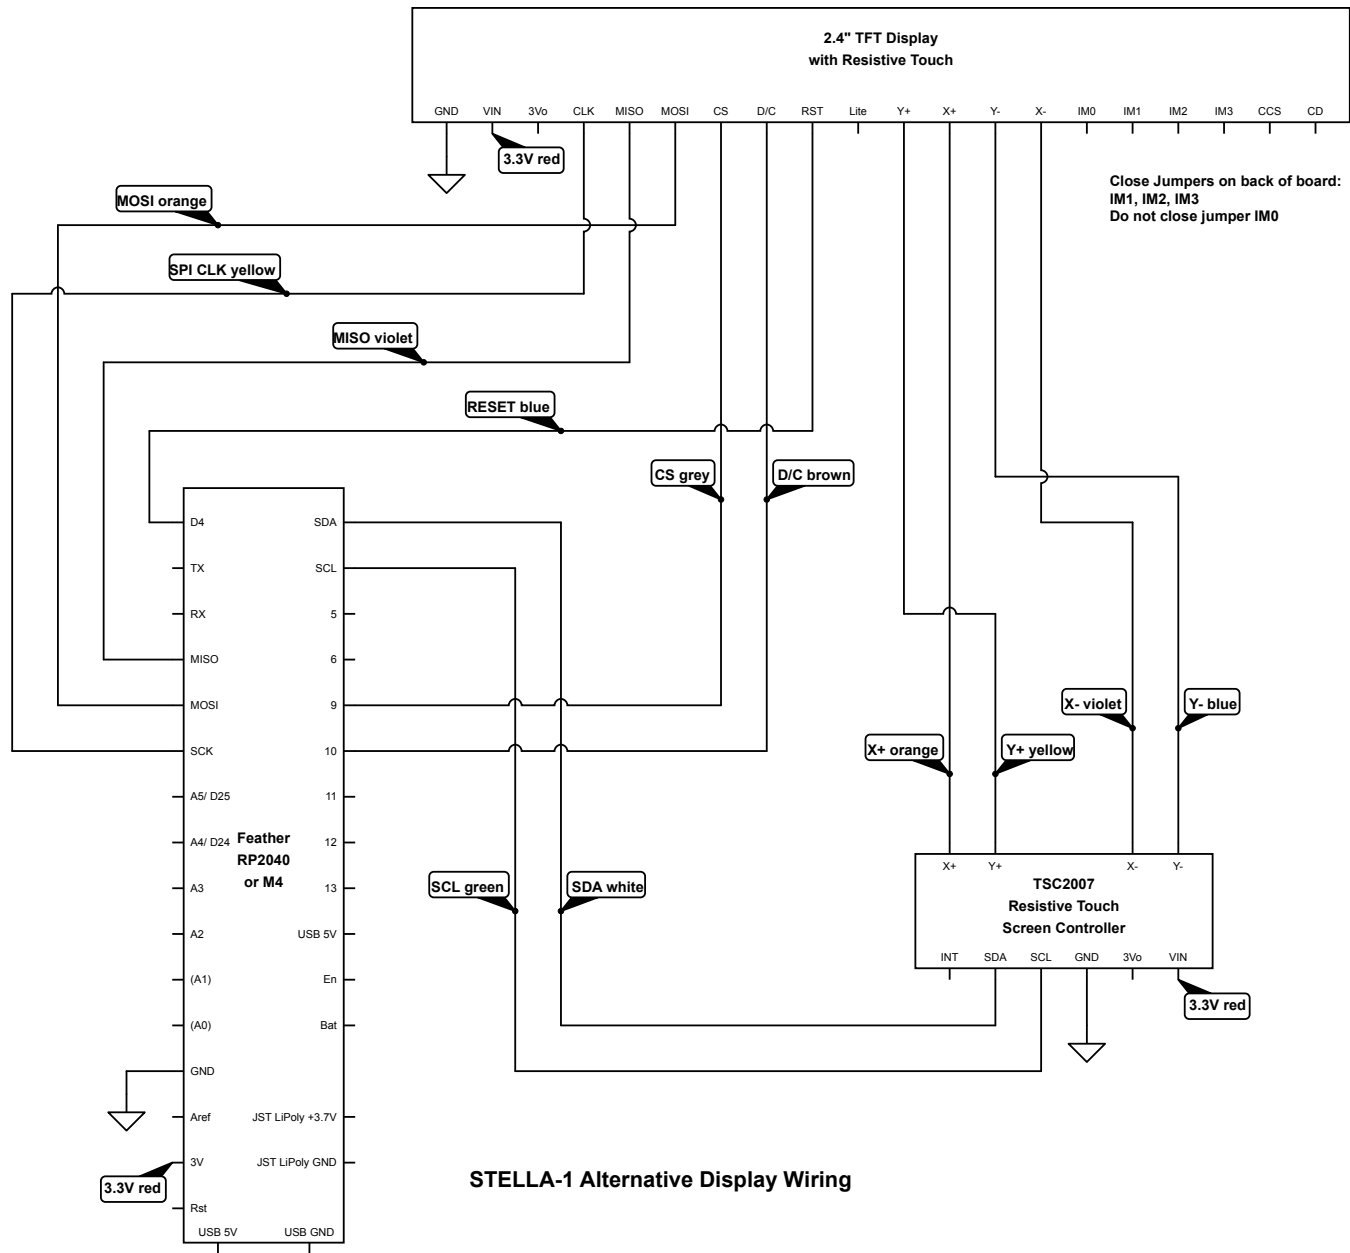 2.4" TFT Display
with Resistive Touch
GND VIN 3Vo CLK MISO MOSI CS D/C RST Lite Y+ X+ Y- X- IM0 IM1 IM2 IM3 CCS CD
3.3V red
Close Jumpers on back of board:
IM1, IM2, IM3
Do not close jumper IM0
MOSI orange
SPI CLK yellow
MISO violet
RESET blue
CS grey
D/C brown
D4 SDA
TX SCL
RX 5
MISO 6
MOSI 9
SCK 10
A5/ D25 11
A4/ D24 12
A3 13
A2 USB 5V
(A1) En
(A0) Bat
GND
Aref JST LiPoly +3.7V
3V JST LiPoly GND
Rst
USB 5V USB GND
Feather
RP2040
or M4
3.3V red
SCL green
SDA white
X- violet
Y- blue
X+ orange
Y+ yellow
X+ Y+ X- Y-
TSC2007
Resistive Touch
Screen Controller
INT SDA SCL GND 3Vo VIN
3.3V red
STELLA-1 Alternative Display Wiring